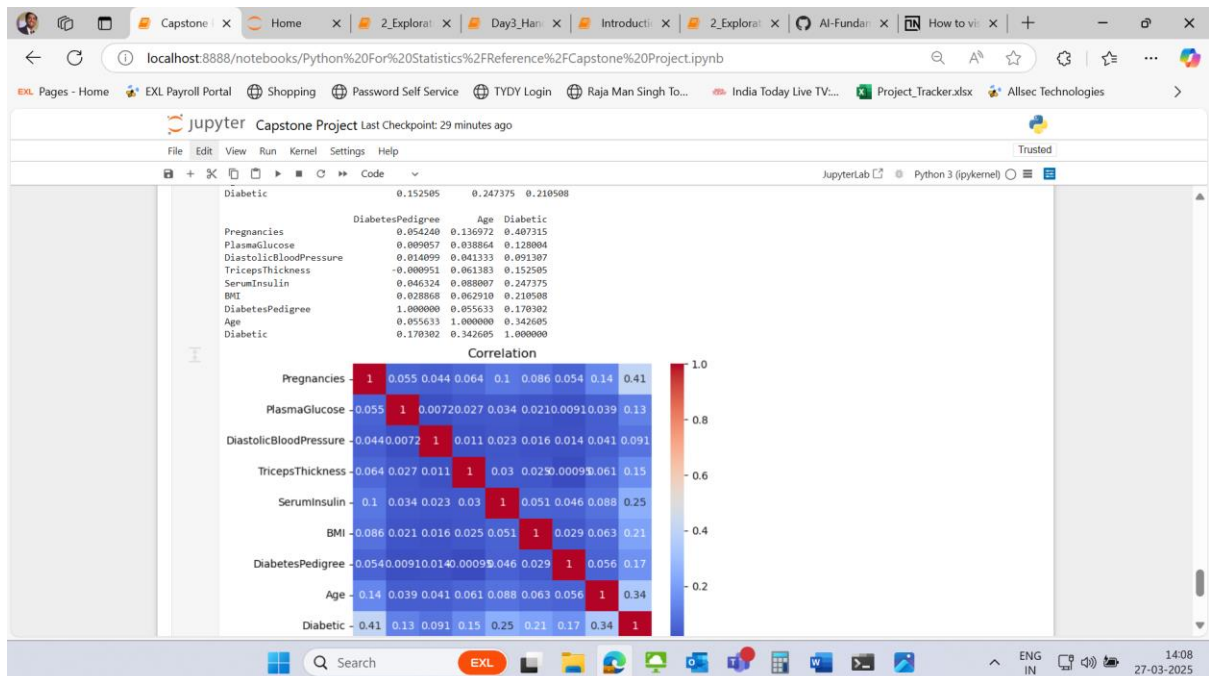 Capstone
Home
2_Explorat
Day3_Han
Introducti
2_Explorat
AI-Fundan
How to vis
localhost:8888/notebooks/Python%20For%20Statistics%2FReference%2FCapstone%20Project.ipynb
EXL Pages - Home
EXL Payroll Portal
Shopping
Password Self Service
TYDY Login
Raja Man Singh To...
India Today Live TV:...
Project_Tracker.xlsx
Allsec Technologies
jupyter Capstone Project Last Checkpoint: 29 minutes ago
File Edit View Run Kernel Settings Help
Trusted
Code
JupyterLab
Python 3 (ipykernel)
Diabetic 0.152505 0.247375 0.210508
DiabetesPedigree Age Diabetic
Pregnancies 0.054240 0.136972 0.407315
PlasmaGlucose 0.009057 0.038864 0.128004
DiastolicBloodPressure 0.014099 0.041333 0.091307
TricepsThickness -0.000951 0.061383 0.152505
SerumInsulin 0.046324 0.088007 0.247375
BMI 0.028868 0.062910 0.210508
DiabetesPedigree 1.000000 0.055633 0.170302
Age 0.055633 1.000000 0.342605
Diabetic 0.170302 0.342605 1.000000
Correlation
Pregnancies 1 0.055 0.044 0.064 0.1 0.086 0.054 0.14 0.41
PlasmaGlucose 0.055 1 0.0072 0.027 0.034 0.021 0.0091 0.039 0.13
DiastolicBloodPressure 0.044 0.0072 1 0.011 0.023 0.016 0.014 0.041 0.091
TricepsThickness 0.064 0.027 0.011 1 0.03 0.025 0.00095 0.061 0.15
SerumInsulin 0.1 0.034 0.023 0.03 1 0.051 0.046 0.088 0.25
BMI 0.086 0.021 0.016 0.025 0.051 1 0.029 0.063 0.21
DiabetesPedigree 0.054 0.0091 0.014 0.00095 0.046 0.029 1 0.056 0.17
Age 0.14 0.039 0.041 0.061 0.088 0.063 0.056 1 0.34
Diabetic 0.41 0.13 0.091 0.15 0.25 0.21 0.17 0.34 1
1.0
0.8
0.6
0.4
0.2
Search
EXL
ENG
IN
14:08
27-03-2025